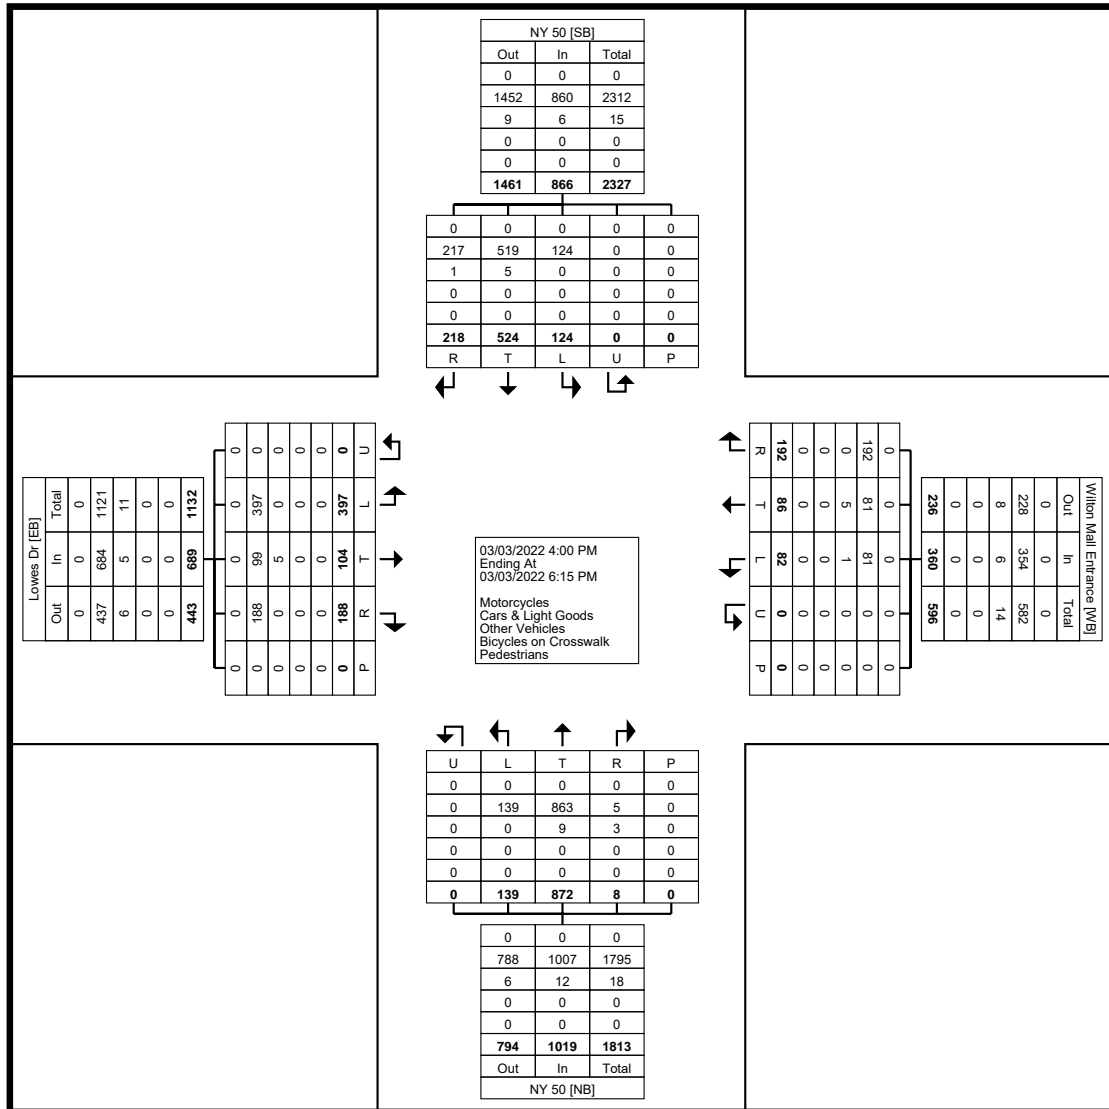 NY 50 [SB]
Out In Total
0 0 0
1452 860 2312
9 6 15
0 0 0
0 0 0
1461 866 2327
0 0 0 0 0
217 519 124 0 0
1 5 0 0 0
0 0 0 0 0
0 0 0 0 0
218 524 124 0 0
R T L U P
Lowes Dr [EB]
Out In Total
0 0 0
437 684 1121
6 5 11
0 0 0
0 0 0
443 689 1132
0 0 0 0 0
0 188 99 397 0
0 0 5 0 0
0 0 0 0 0
0 0 0 0 0
0 188 104 397 0
P R T L U
03/03/2022 4:00 PM
Ending At
03/03/2022 6:15 PM
Motorcycles
Cars & Light Goods
Other Vehicles
Bicycles on Crosswalk
Pedestrians
Wilton Mall Entrance [WB]
Out In Total
0 0 0
228 354 582
8 6 14
0 0 0
0 0 0
236 360 596
0 0 0 0 0
192 81 81 0 0
0 5 1 0 0
0 0 0 0 0
0 0 0 0 0
192 86 82 0 0
R T L U P
U L T R P
0 0 0 0 0
0 139 863 5 0
0 0 9 3 0
0 0 0 0 0
0 0 0 0 0
0 139 872 8 0
0 0 0
788 1007 1795
6 12 18
0 0 0
0 0 0
794 1019 1813
Out In Total
NY 50 [NB]